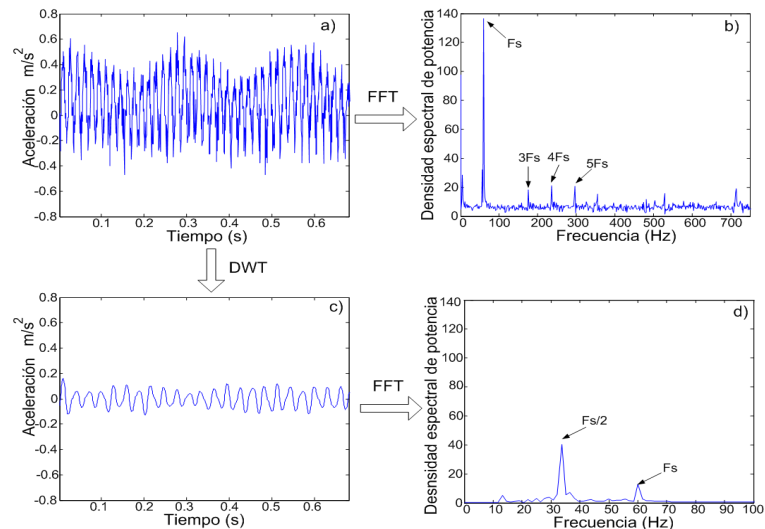 a)
Aceleración m/s²
0.8
0.6
0.4
0.2
0
0.2
0.4
0.6
0.8
0.1 0.2 0.3 0.4 0.5 0.6
Tiempo (s)
FFT
b)
Densidad espectral de potencia
140
120
100
80
60
40
20
0
Fs
3Fs 4Fs 5Fs
0 100 200 300 400 500 600 700
Frecuencia (Hz)
DWT
c)
Aceleración m/s²
0.8
0.6
0.4
0.2
0
-0.2
0.4
0.6
0.8
0.1 0.2 0.3 0.4 0.5 0.6
Tiempo (s)
FFT
d)
Desnsidad espectral de potencia
140
120
100
80
60
40
20
0
Fs/2
Fs
0 10 20 30 40 50 60 70 80 90 100
Frecuencia (Hz)